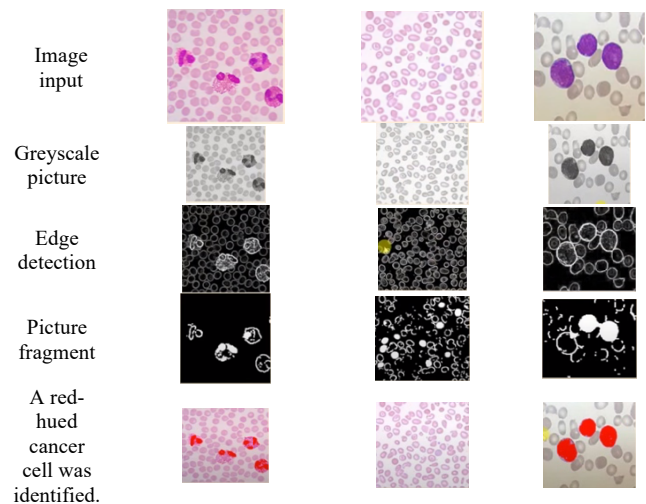 Image
input
Greyscale
picture
Edge
detection
Picture
fragment
A red-
hued
cancer
cell was
identified.